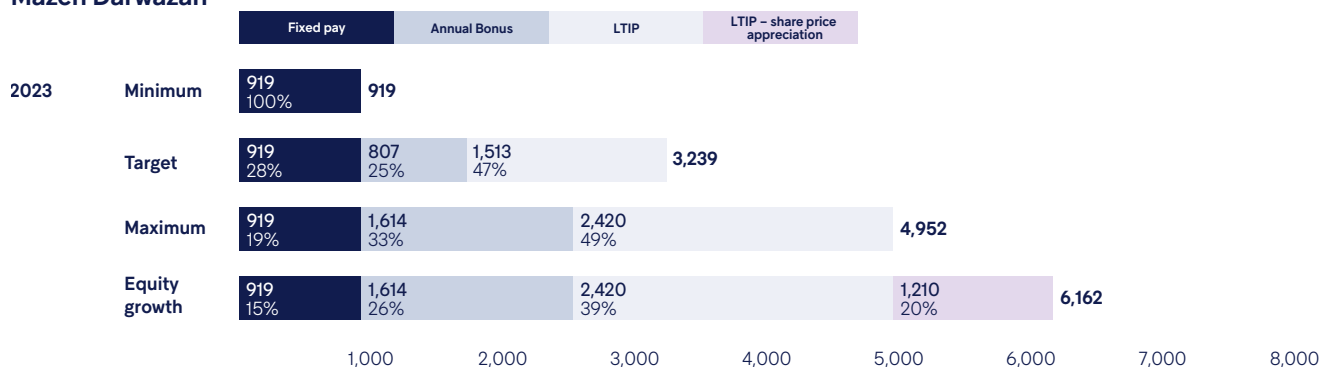 Mazen Darwazah
Fixed pay
Annual Bonus
LTIP
LTIP – share price
appreciation
2023
Minimum
919
100%
919
Target
919
28%
807
25%
1,513
47%
3,239
Maximum
919
19%
1,614
33%
2,420
49%
4,952
Equity
growth
919
15%
1,614
26%
2,420
39%
1,210
20%
6,162
1,000 2,000 3,000 4,000 5,000 6,000 7,000 8,000